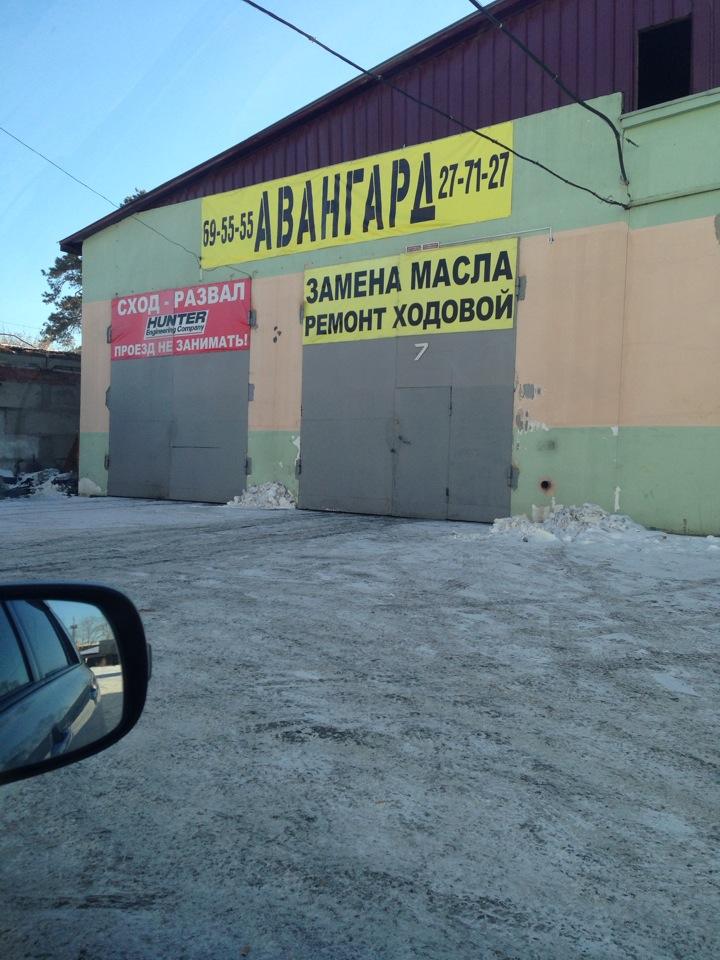 69-55-55 АВАНГАРД 27-71-27
СХОД - РАЗВАЛ
HUNTER
Engineering Company
ПРОЕЗД НЕ ЗАНИМАТЬ!
ЗАМЕНА МАСЛА
РЕМОНТ ХОДОВОЙ
7